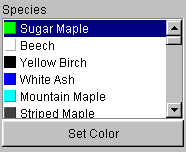 Species
Sugar Maple
Beech
Yellow Birch
White Ash
Mountain Maple
Striped Maple
Set Color